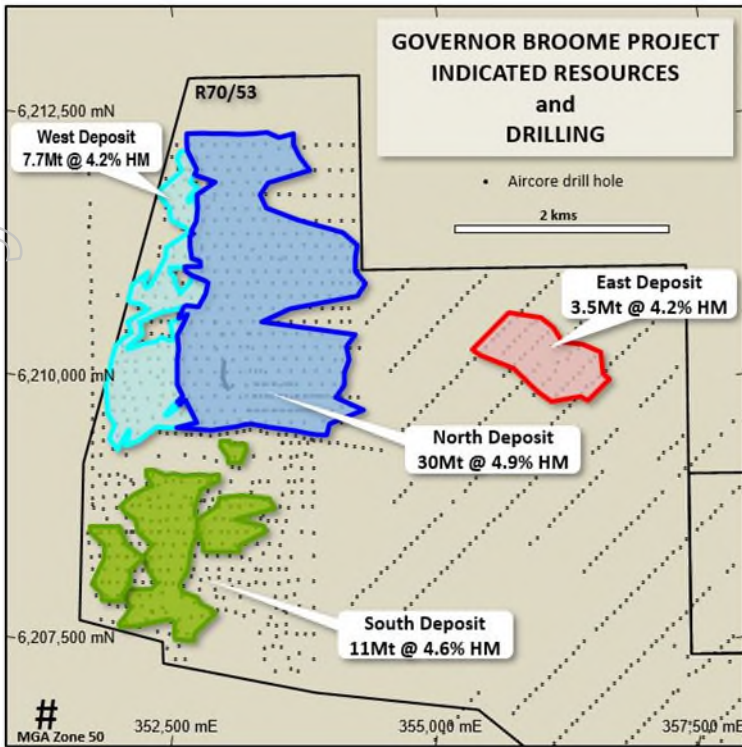 GOVERNOR BROOME PROJECT
INDICATED RESOURCES
and
DRILLING
Aircore drill hole
2 kms
R70/53
6,212,500 mN
West Deposit
7.7Mt @ 4.2% HM
East Deposit
3.5Mt @ 4.2% HM
6,210,000 mN
North Deposit
30Mt @ 4.9% HM
South Deposit
11Mt @ 4.6% HM
6,207,500 mN
#
MGA Zone 50
352,500 mE
355,000 mE
357,500 mE